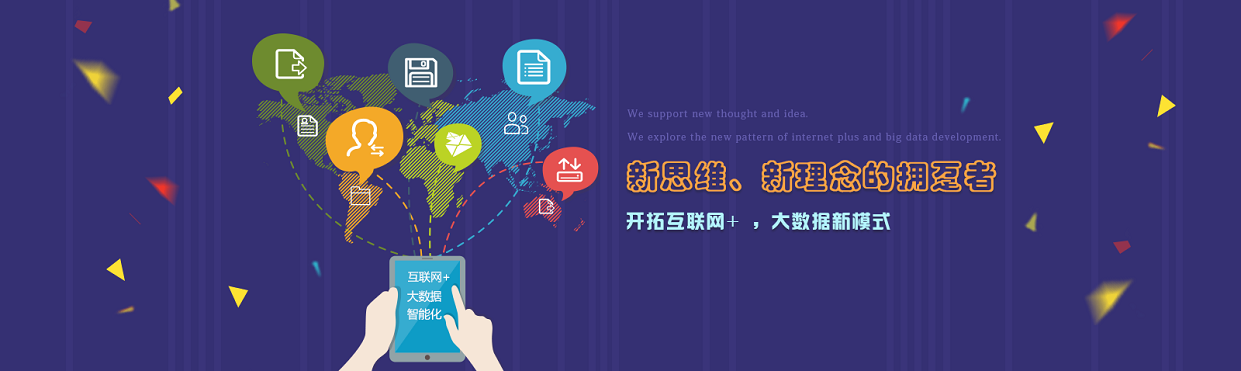 We support new thought and idea.
We explore the new pattern of internet plus and big data development.
新思维、新理念的拥趸者
开拓互联网+ ，大数据新模式
互联网+
大数据
智能化